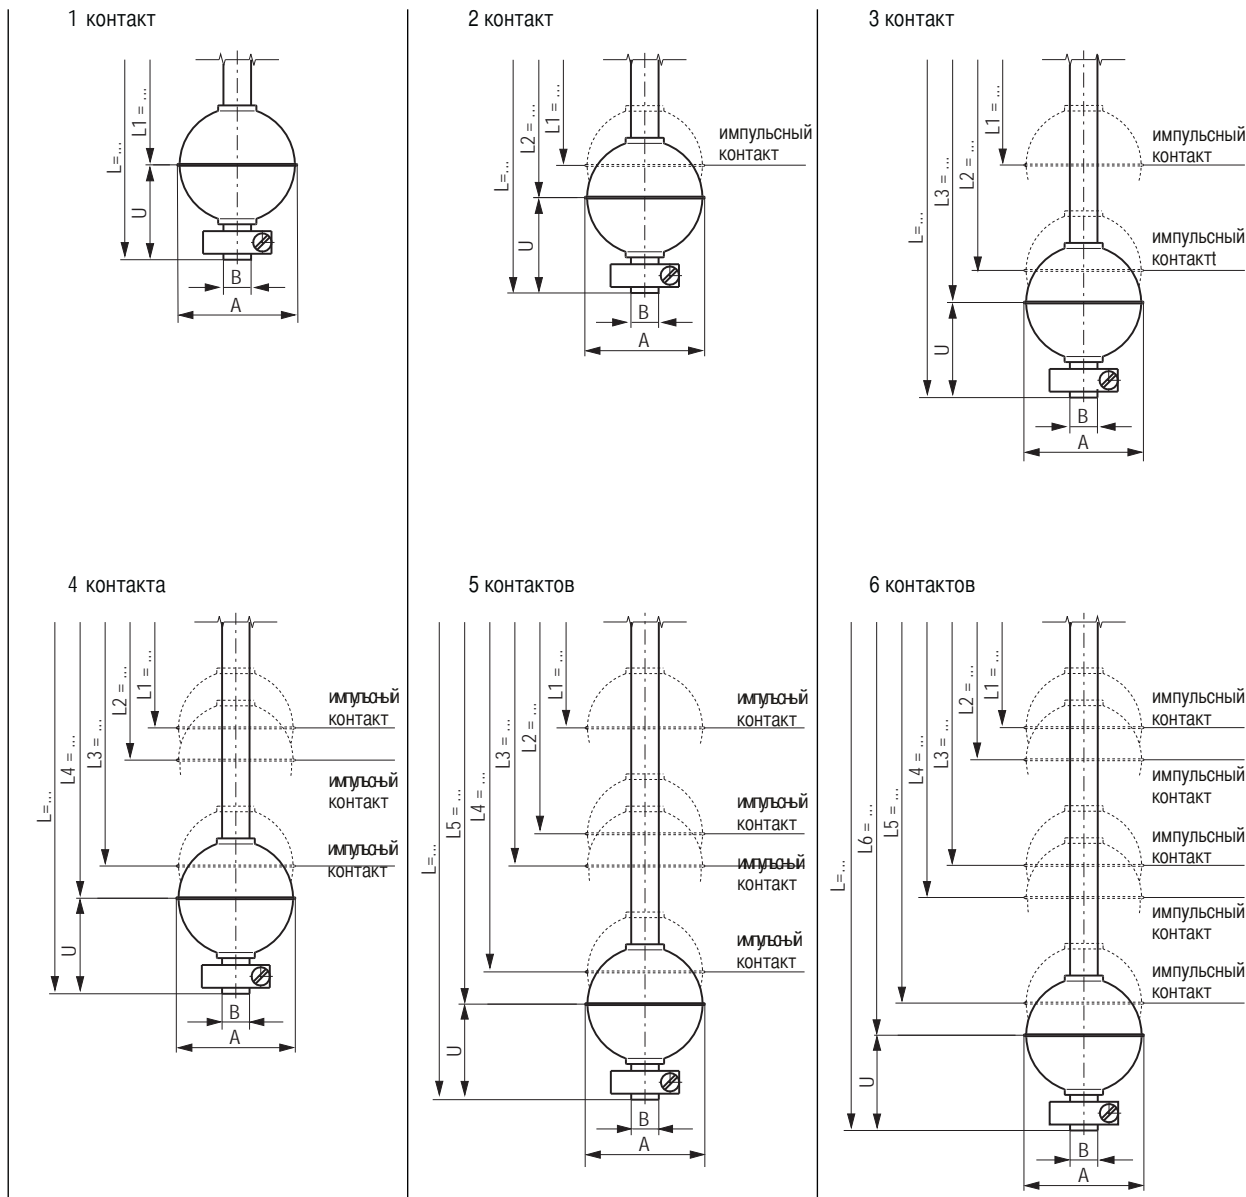 1 контакт
L=...
L1 = ...
U
B
A
2 контакт
L=...
L2 = ...
L1 = ...
импульсный
контакт
U
B
A
3 контакт
L=...
L3 = ...
L2 = ...
L1 = ...
импульсный
контакт
импульсный
контактt
U
B
A
4 контакта
L=...
L4 = ...
L3 = ...
L2 = ...
L1 = ...
импульсный
контакт
импульсный
контакт
импульсный
контакт
U
B
A
5 контактов
L=...
L5 = ...
L4 = ...
L3 = ...
L2 = ...
L1 = ...
импульсный
контакт
импульсный
контакт
импульсный
контакт
импульсный
контакт
U
B
A
6 контактов
L=...
L6 = ...
L5 = ...
L4 = ...
L3 = ...
L2 = ...
L1 = ...
импульсный
контакт
импульсный
контакт
импульсный
контакт
импульсный
контакт
импульсный
контакт
U
B
A